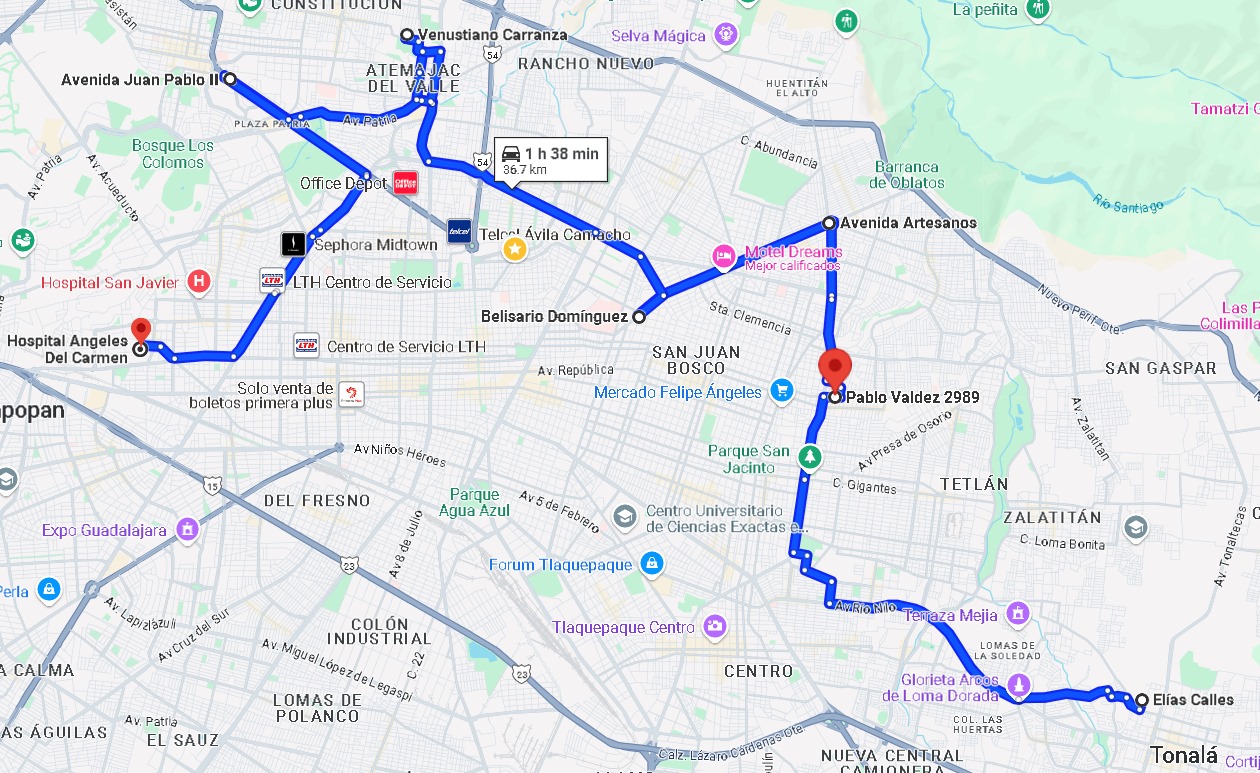 CONSTITUCIÓN
La peñita
Venustiano Carranza
Selva Mágica
54
RANCHO NUEVO
Avenida Juan Pablo II
ATEMAJAC
DEL VALLE
HUENTITÁN
EL ALTO
Tamatzi G
PLAZA PATRIA
Av. Patria
Bosque Los
Colomos
Av. Patria
Av. Acueducto
54
1 h 38 min
36.7 km
C. Abundancia
Barranca
de Oblatos
Office Depot
Office
DEPOT
Río Santiago
telcel
Telcel Ávila Camacho
Avenida Artesanos
Sephora Midtown
Motel Dreams
Mejor calificados
Hospital San Javier
H
LTH
LTH Centro de Servicio
Nuevo Perif. Ote.
Las P
Colimilla
Belisario Domínguez
Sta. Clemencia
Hospital Angeles
Del Carmen
LTH
Centro de Servicio LTH
SAN JUAN
BOSCO
Av. República
SAN GASPAR
Solo venta de
boletos primera plus
Mercado Felipe Ángeles
Pablo Valdez 2989
apopan
Av. Zalatitan
Av Presa de Osorio
Av Niños Héroes
Parque San
Jacinto
C. Gigantes
TETLÁN
15
DEL FRESNO
Parque
Agua Azul
Av 5 de Febrero
Centro Universitario
de Ciencias Exactas e...
ZALATITÁN
C. Loma Bonita
Av. Tonaltecas
Expo Guadalajara
Av 8 de Julio
23
Forum Tlaquepaque
Perla
Av. Lapizlázuli
Av Cruz del Sur
Av Río Nilo
Terraza Mejia
COLÓN
INDUSTRIAL
Tlaquepaque Centro
Av. Miguel López de Legaspi
C. 22
LOMAS DE
LA SOLEDAD
A CALMA
23
CENTRO
Glorieta Arcos
de Loma Dorada
Elías Calles
LOMAS DE
POLANCO
Av. Patria
COL. LAS
HUERTAS
AS ÁGUILAS
EL SAUZ
Calz. Lázaro Cárdenas Ote.
NUEVA CENTRAL
CAMIONERA
Tonalá